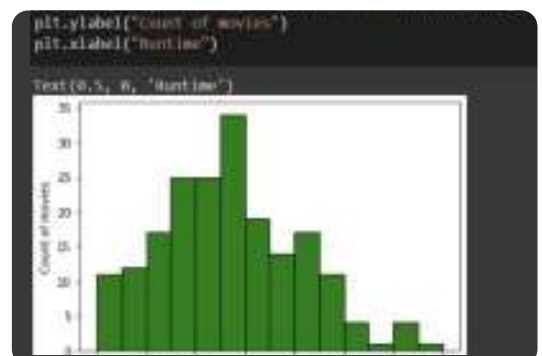 plt.ylabel("Count of movies")
plt.xlabel("Runtime")
Text(0.5, 0, 'Runtime')
35
30
25
20
15
10
5
0
Count of movies